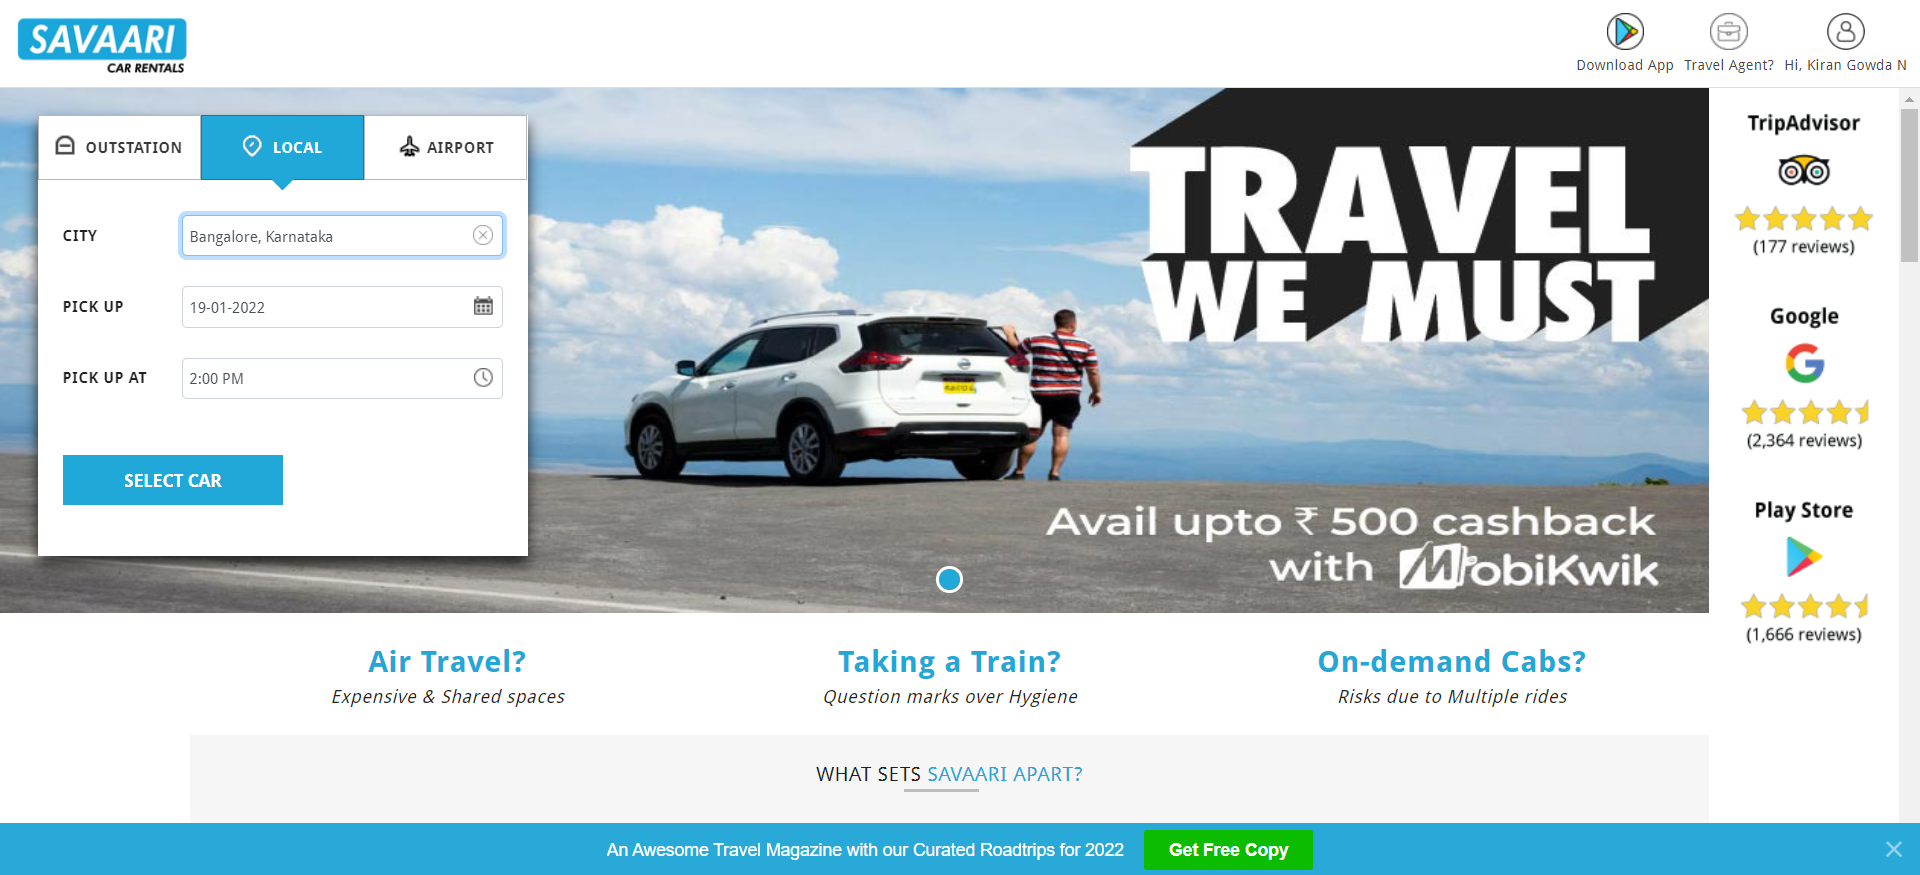 SAVAARI
CAR RENTALS
Download App
Travel Agent?
Hi, Kiran Gowda N
OUTSTATION
LOCAL
AIRPORT
CITY
Bangalore, Karnataka
PICK UP
19-01-2022
PICK UP AT
2:00 PM
SELECT CAR
TRAVEL
WE MUST
Avail upto ₹ 500 cashback
with MobiKwik
TripAdvisor
(177 reviews)
Google
(2,364 reviews)
Play Store
(1,666 reviews)
Air Travel?
Expensive & Shared spaces
Taking a Train?
Question marks over Hygiene
On-demand Cabs?
Risks due to Multiple rides
WHAT SETS SAVAARI APART?
An Awesome Travel Magazine with our Curated Roadtrips for 2022
Get Free Copy